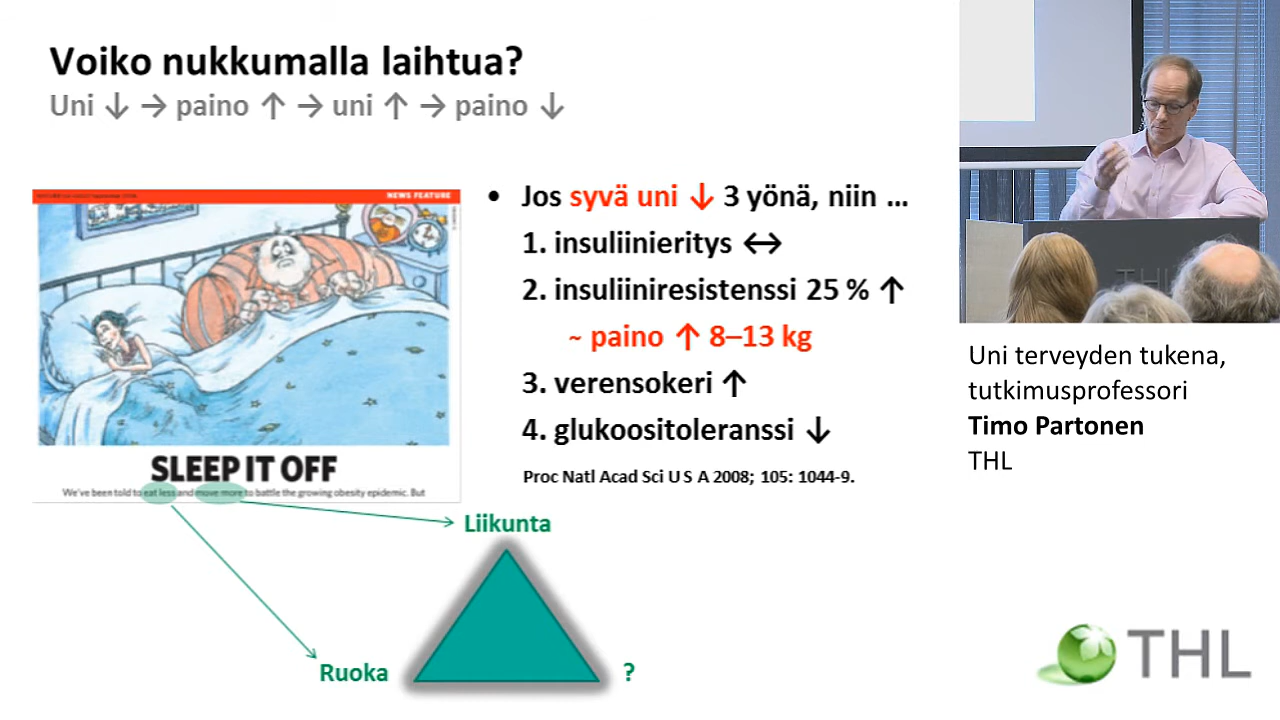 Voiko nukkumalla laihtua?
Uni ↓ → paino ↑ → uni ↑ → paino ↓
NEWS FEATURE
SLEEP IT OFF
We've been told to eat less and move more to battle the growing obesity epidemic. But
• Jos syvä uni ↓ 3 yönä, niin ...
1. insuliinieritys ↔
2. insuliiniresistenssi 25 % ↑
~ paino ↑ 8–13 kg
3. verensokeri ↑
4. glukoositoleranssi ↓
Proc Natl Acad Sci U S A 2008; 105: 1044-9.
Liikunta
Ruoka
?
THL
Uni terveyden tukena,
tutkimusprofessori
Timo Partonen
THL
THL